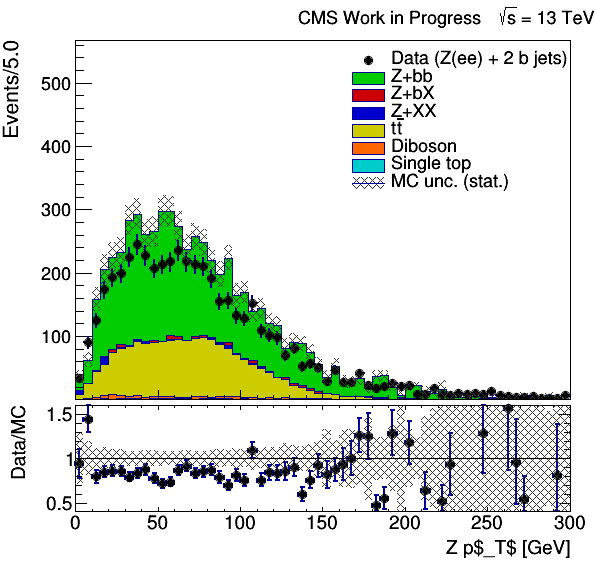 CMS Work in Progress √s = 13 TeV
Events/5.0
500
400
300
200
100
Data (Z(ee) + 2 b jets)
Z+bb
Z+bX
Z+XX
tt̄
Diboson
Single top
MC unc. (stat.)
Data/MC
1.5
1
0.5
0 50 100 150 200 250 300
Z p$_T$ [GeV]